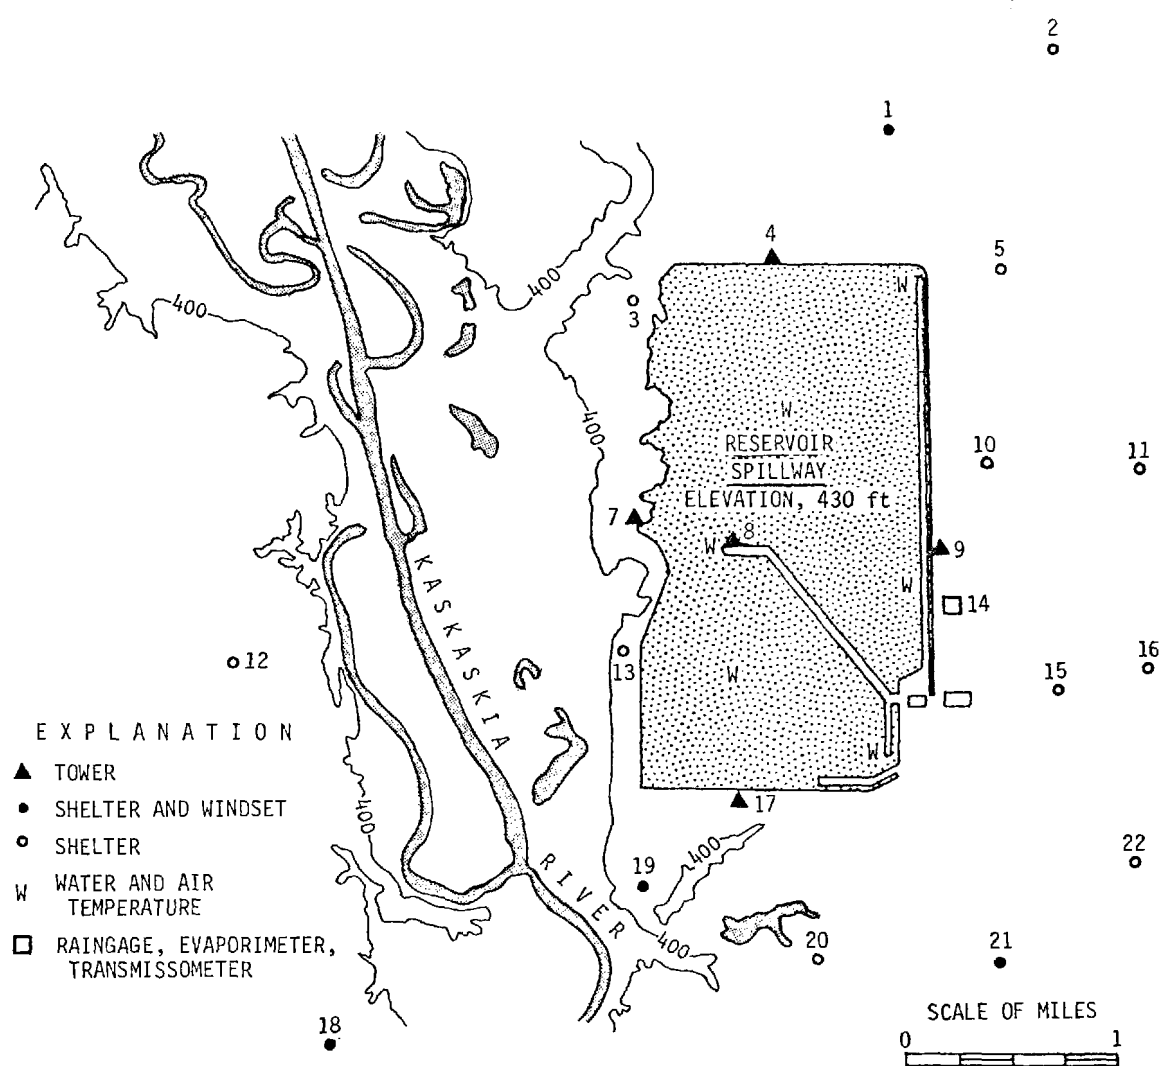 2
1
4
5
400
400
3
W
W
400
RESERVOIR
SPILLWAY
ELEVATION, 430 ft
10
11
7
8
W
9
W
14
KASKASKIA
12
13
W
15
16
W
EXPLANATION
TOWER
SHELTER AND WINDSET
SHELTER
W WATER AND AIR
TEMPERATURE
RAINGAGE, EVAPORIMETER,
TRANSMISSOMETER
400
17
400
RIVER
19
22
400
20
21
18
SCALE OF MILES
0 1